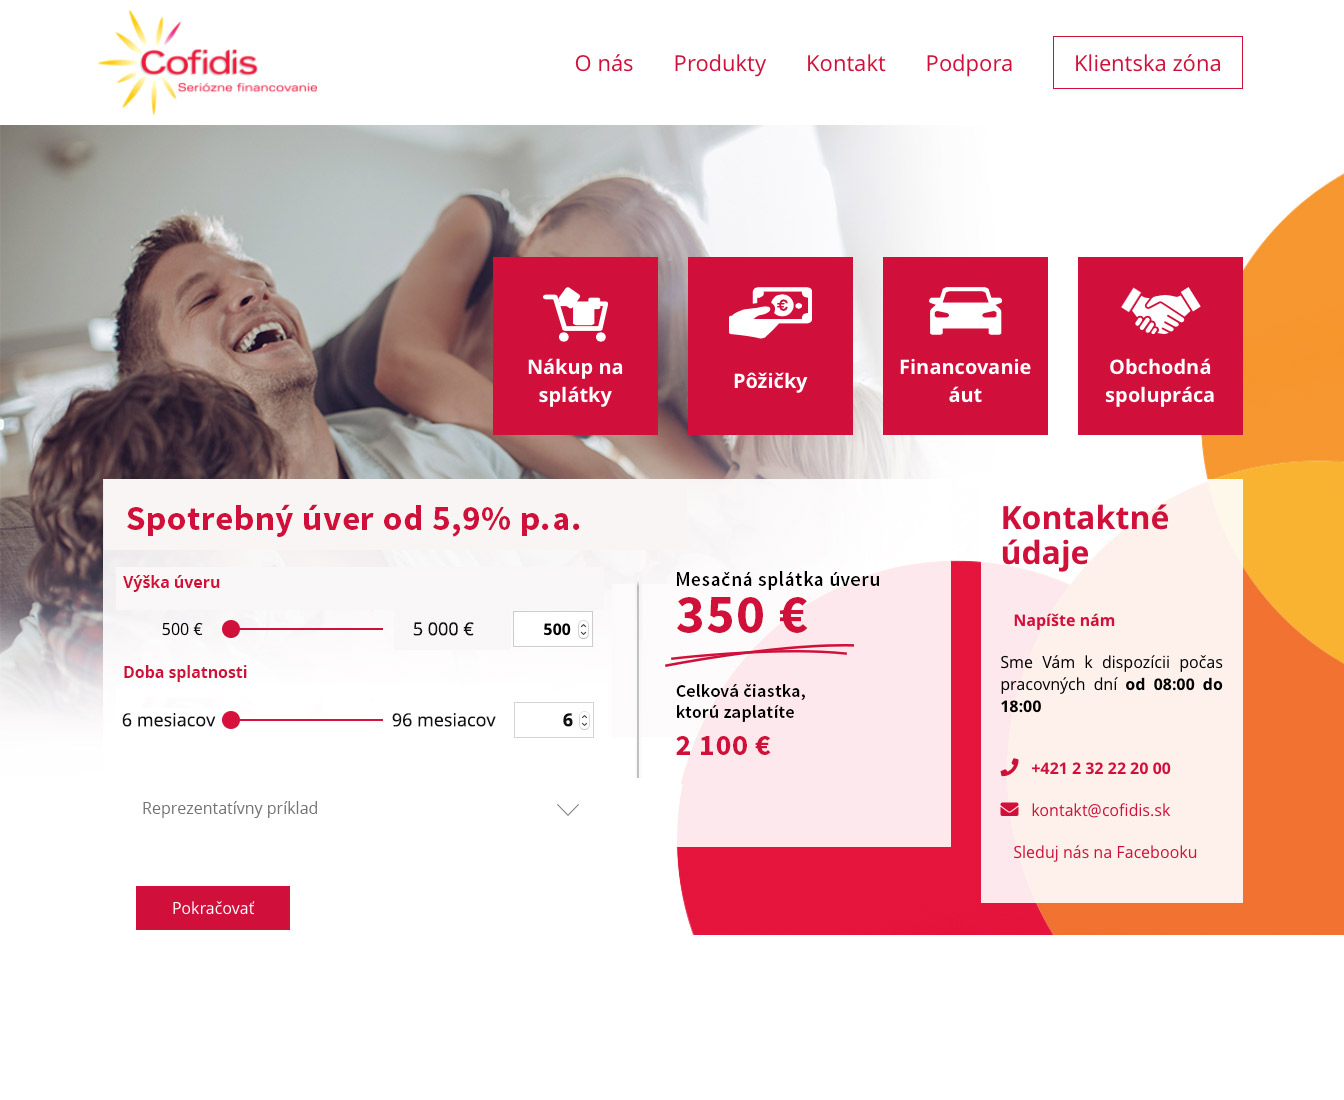 Cofidis
Seriózne financovanie
O nás
Produkty
Kontakt
Podpora
Klientska zóna
Nákup na
splátky
Pôžičky
Financovanie
áut
Obchodná
spolupráca
Spotrebný úver od 5,9% p.a.
Výška úveru
500 €
5 000 €
500
Doba splatnosti
6 mesiacov
96 mesiacov
6
Reprezentatívny príklad
Pokračovať
Mesačná splátka úveru
350 €
Celková čiastka,
ktorú zaplatíte
2 100 €
Kontaktné
údaje
Napíšte nám
Sme Vám k dispozícii počas
pracovných dní od 08:00 do
18:00
+421 2 32 22 20 00
kontakt@cofidis.sk
Sleduj nás na Facebooku